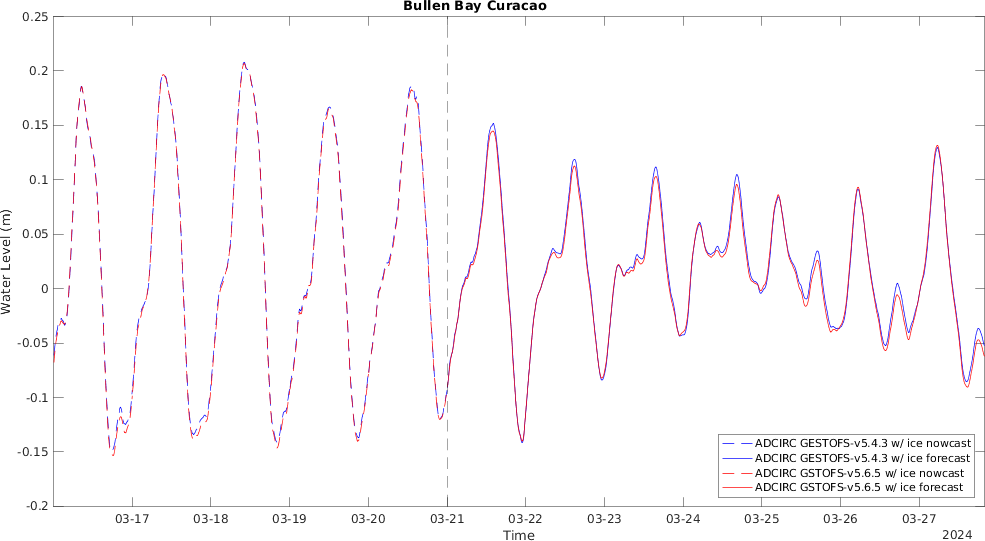 Bullen Bay Curacao
0.25
0.2
0.15
0.1
0.05
0
-0.05
-0.1
-0.15
-0.2
Water Level (m)
ADCIRC GESTOFS-v5.4.3 w/ ice nowcast
ADCIRC GESTOFS-v5.4.3 w/ ice forecast
ADCIRC GSTOFS-v5.6.5 w/ ice nowcast
ADCIRC GSTOFS-v5.6.5 w/ ice forecast
03-17 03-18 03-19 03-20 03-21 03-22 03-23 03-24 03-25 03-26 03-27
Time
2024